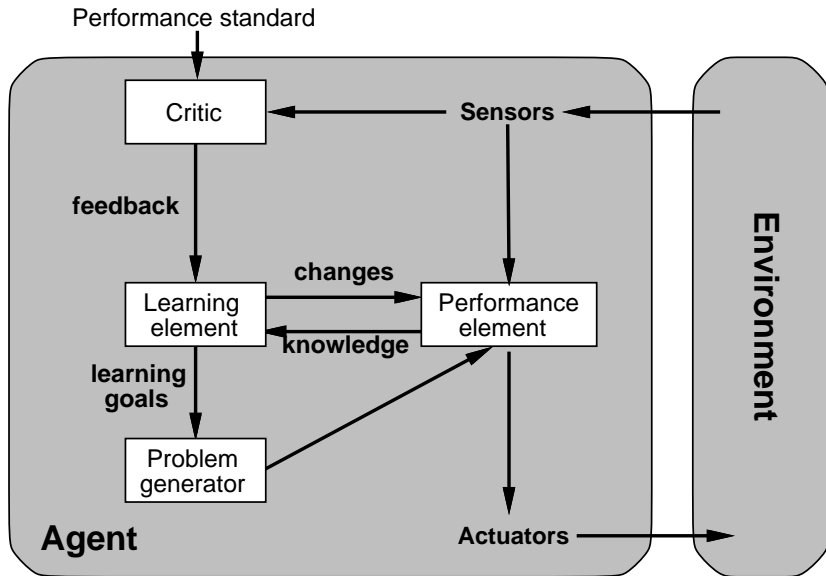 Performance standard
Critic
Sensors
feedback
changes
Learning
element
Performance
element
knowledge
learning
goals
Problem
generator
Agent
Actuators
Environment